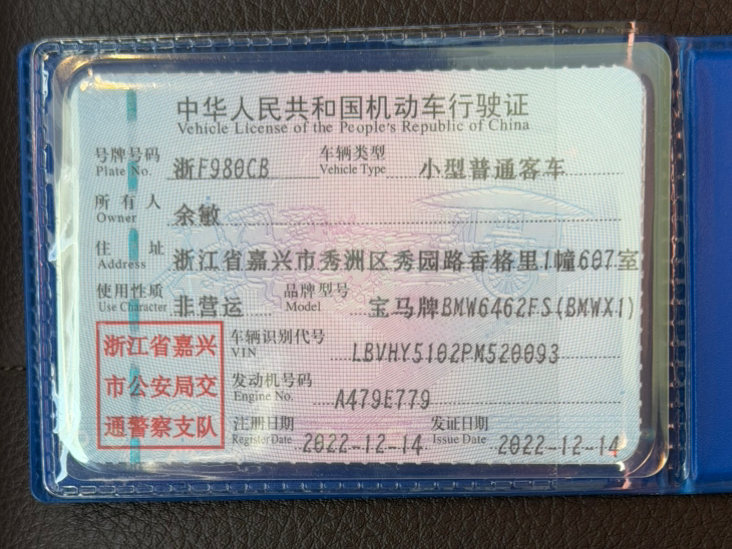 中华人民共和国机动车行驶证
Vehicle License of the People's Republic of China
号牌号码 浙F980CB 车辆类型 小型普通客车
Plate No. Vehicle Type
所有人 余敏
Owner
住址 浙江省嘉兴市秀洲区秀园路香格里1幢607室
Address
使用性质 非营运 品牌型号 宝马牌BMW6462FS(BMWX1)
Use Character Model
浙江省嘉兴
市公安局交
通警察支队
车辆识别代号 LBVHY5102PM520093
VIN
发动机号码 A479E779
Engine No.
注册日期 2022-12-14 发证日期 2022-12-14
Register Date Issue Date